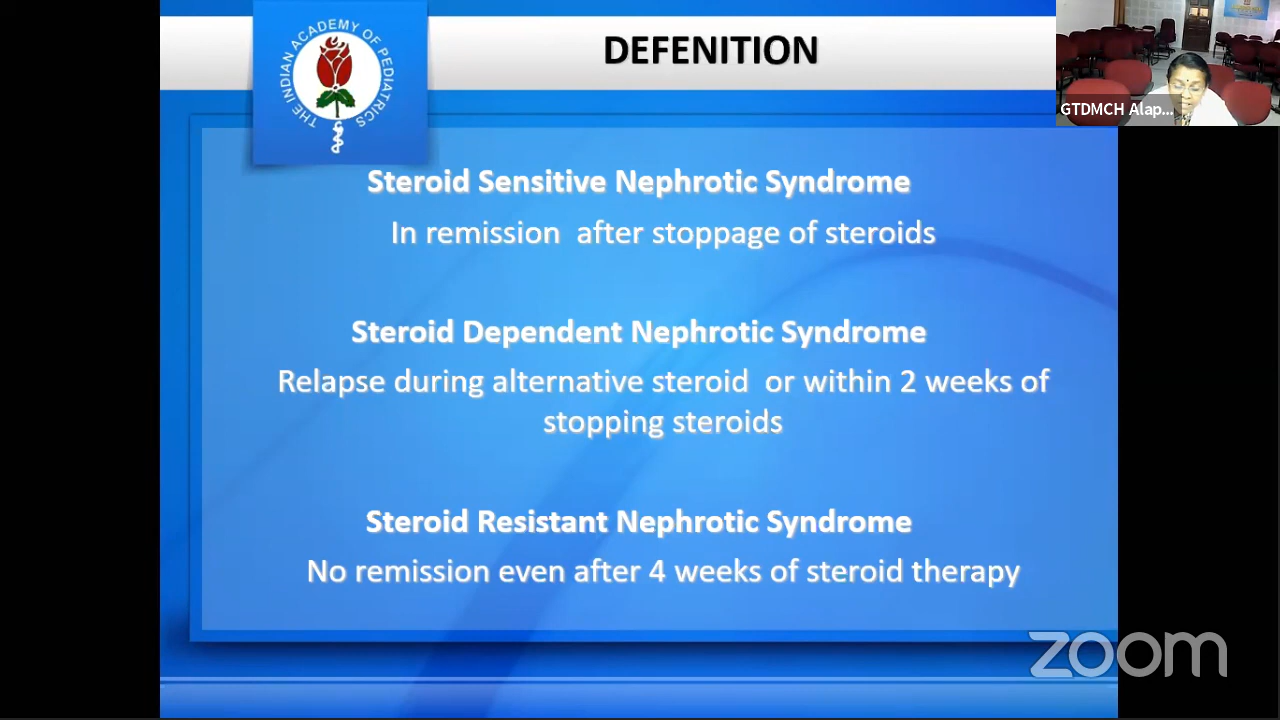 THE INDIAN ACADEMY OF PEDIATRICS
DEFENITION
GTDMCH Alap...
Steroid Sensitive Nephrotic Syndrome
In remission after stoppage of steroids
Steroid Dependent Nephrotic Syndrome
Relapse during alternative steroid or within 2 weeks of
stopping steroids
Steroid Resistant Nephrotic Syndrome
No remission even after 4 weeks of steroid therapy
zoom